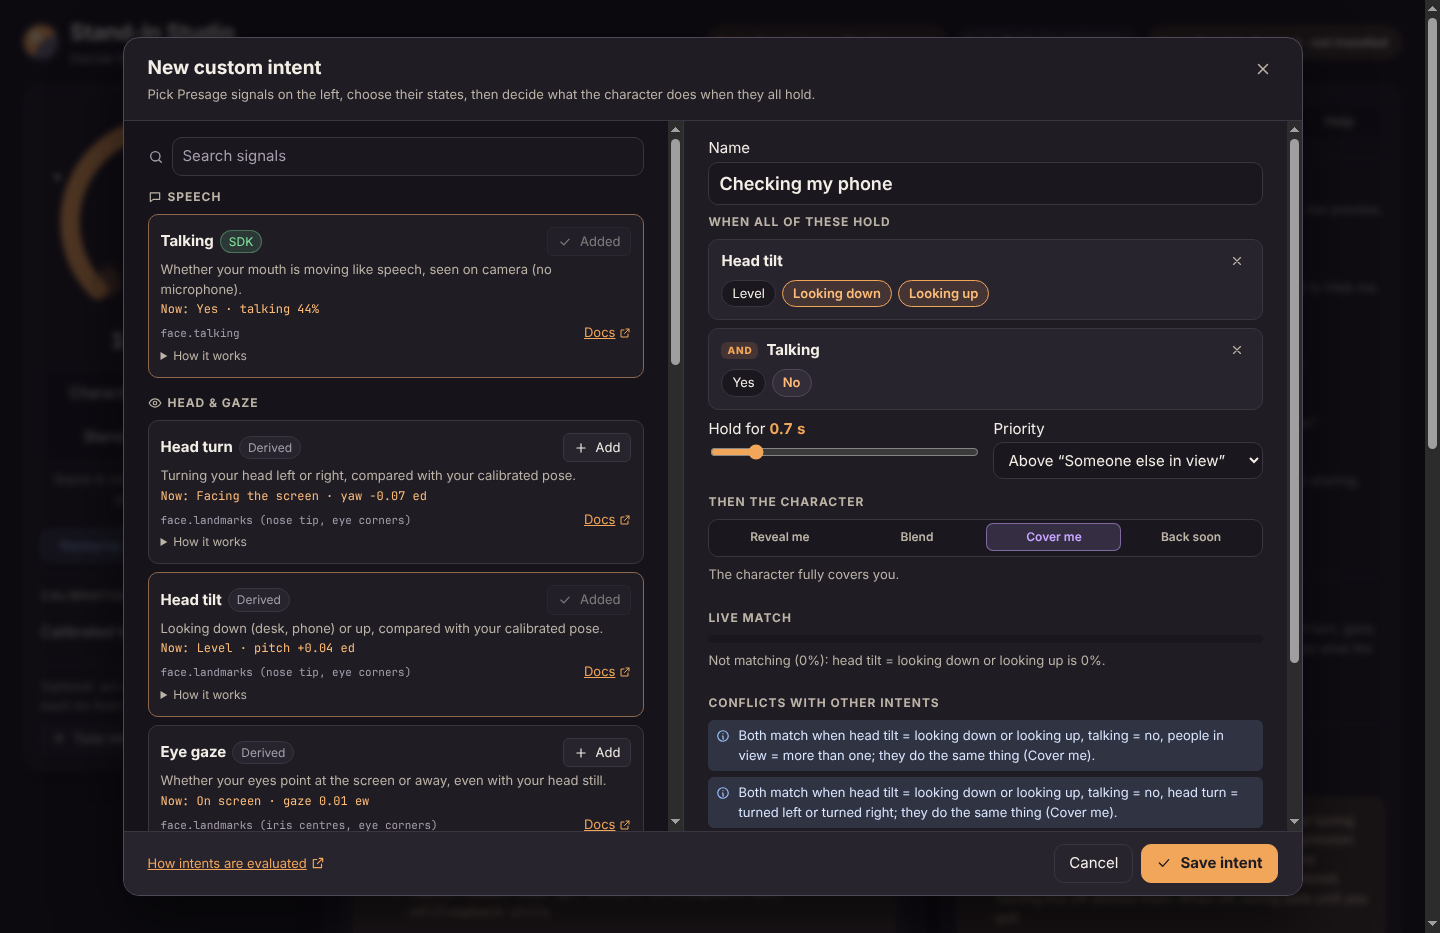 Stand-in Studio
New custom intent
Pick Presage signals on the left, choose their states, then decide what the character does when they all hold.
Search signals
SPEECH
Talking SDK
Added
Whether your mouth is moving like speech, seen on camera (no
microphone).
Now: Yes · talking 44%
face.talking
Docs
How it works
HEAD & GAZE
Head turn Derived
Add
Turning your head left or right, compared with your calibrated pose.
Now: Facing the screen · yaw -0.07 ed
face.landmarks (nose tip, eye corners)
Docs
How it works
Head tilt Derived
Added
Looking down (desk, phone) or up, compared with your calibrated pose.
Now: Level · pitch +0.04 ed
face.landmarks (nose tip, eye corners)
Docs
How it works
Eye gaze Derived
Add
Whether your eyes point at the screen or away, even with your head still.
Now: On screen · gaze 0.01 ew
face.landmarks (iris centres, eye corners)
Docs
Name
Checking my phone
WHEN ALL OF THESE HOLD
Head tilt
Level Looking down Looking up
AND Talking
Yes No
Hold for 0.7 s
Priority
Above “Someone else in view”
THEN THE CHARACTER
Reveal me Blend Cover me Back soon
The character fully covers you.
LIVE MATCH
Not matching (0%): head tilt = looking down or looking up is 0%.
CONFLICTS WITH OTHER INTENTS
Both match when head tilt = looking down or looking up, talking = no, people in
view = more than one; they do the same thing (Cover me).
Both match when head tilt = looking down or looking up, talking = no, head turn =
turned left or turned right; they do the same thing (Cover me).
How intents are evaluated
Cancel
Save intent